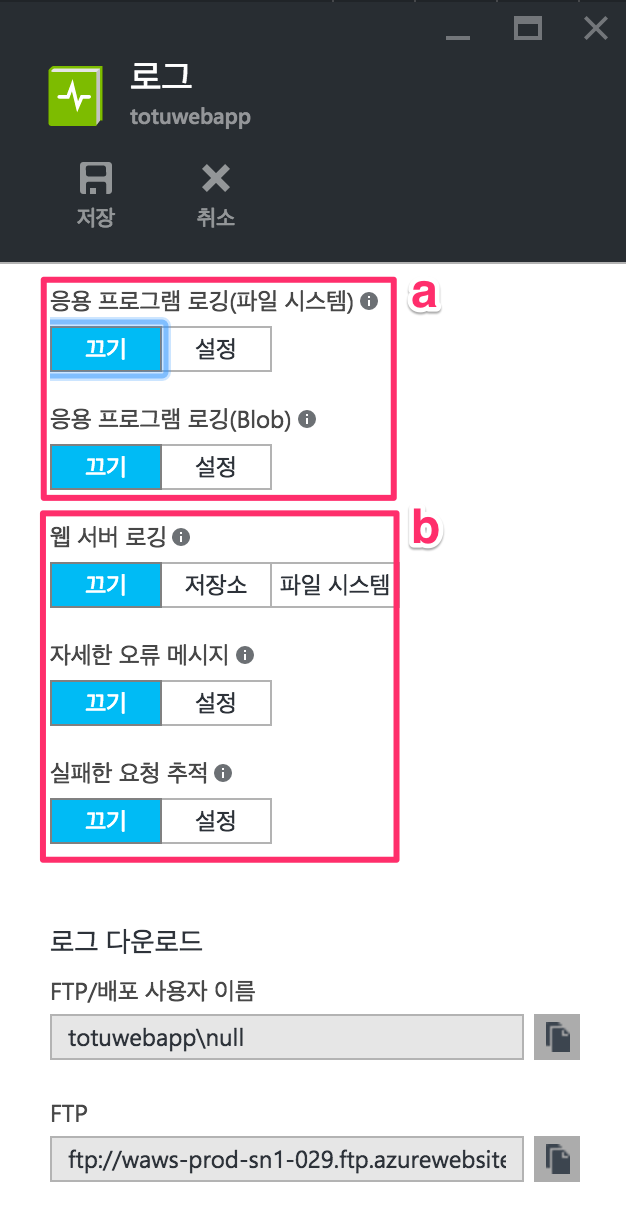 로그
totuwebapp
저장 취소
응용 프로그램 로깅(파일 시스템)
a
끄기 설정
응용 프로그램 로깅(Blob)
끄기 설정
b
웹 서버 로깅
끄기 저장소 파일 시스템
자세한 오류 메시지
끄기 설정
실패한 요청 추적
끄기 설정
로그 다운로드
FTP/배포 사용자 이름
totuwebapp\null
FTP
ftp://waws-prod-sn1-029.ftp.azurewebsite